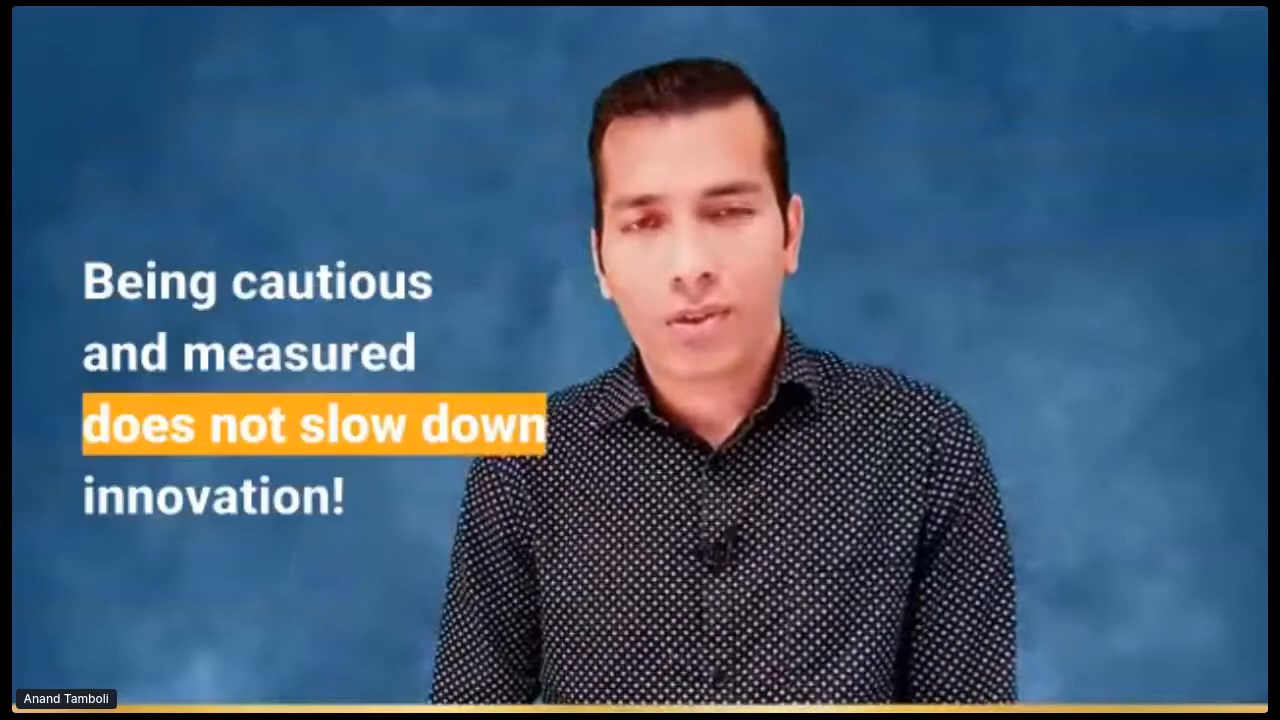 Being cautious
and measured
does not slow down
innovation!
Anand Tamboli